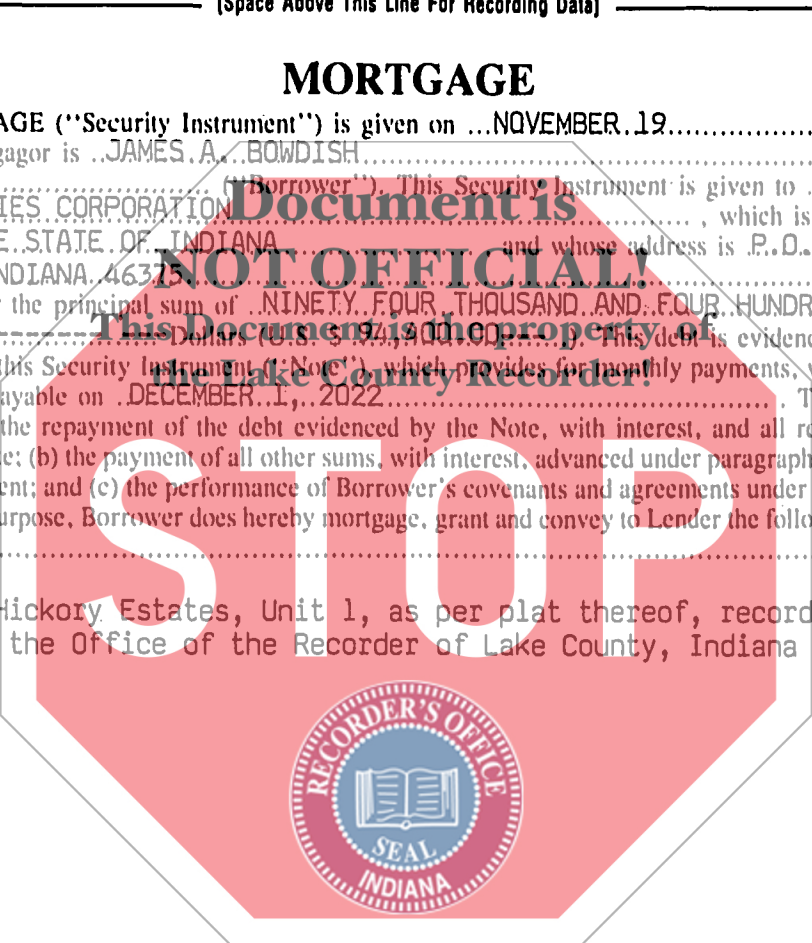 (Space Above This Line For Recording Data)
MORTGAGE
AGE ("Security Instrument") is given on ...NOVEMBER.19...
gagor is ..JAMES.A...BOWDISH...
("Borrower"). This Security Instrument is given to
IES CORPORATION... , which is
E.STATE.OF.INDIANA... and whose address is .P..O..
NDIANA.46375...
the principal sum of ..NINETY.FOUR.THOUSAND.AND.FOUR.HUNDR
Dollars (U.S. $ 94,400.00-----). This debt is evidenc
this Security Instrument ("Note"), which provides for monthly payments,
ayable on .DECEMBER.1,.2022... .
the repayment of the debt evidenced by the Note, with interest, and all
e; (b) the payment of all other sums, with interest, advanced under paragraph
ent; and (c) the performance of Borrower's covenants and agreements under
urpose, Borrower does hereby mortgage, grant and convey to Lender the follo
Hickory Estates, Unit 1, as per plat thereof, record
the Office of the Recorder of Lake County, Indiana
Document is
NOT OFFICIAL!
This Document is the property of
the Lake County Recorder!
STOP
RECORDER'S OFFICE
SEAL
INDIANA